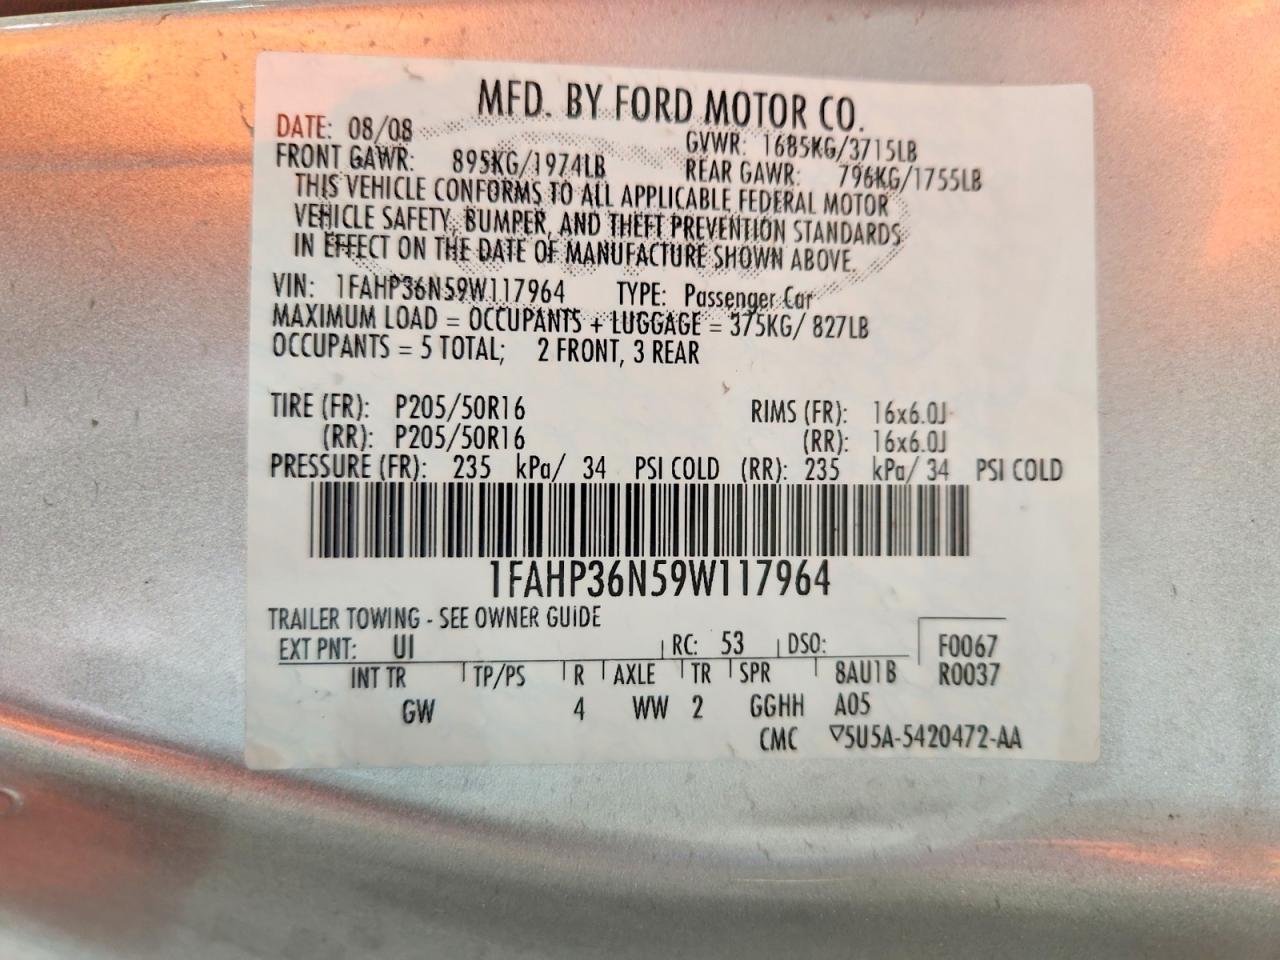 MFD. BY FORD MOTOR CO.
DATE: 08/08 GVWR: 1685KG/3715LB
FRONT GAWR: 895KG/1974LB REAR GAWR: 796KG/1755LB
THIS VEHICLE CONFORMS TO ALL APPLICABLE FEDERAL MOTOR
VEHICLE SAFETY, BUMPER, AND THEFT PREVENTION STANDARDS
IN EFFECT ON THE DATE OF MANUFACTURE SHOWN ABOVE.
VIN: 1FAHP36N59W117964 TYPE: Passenger Car
MAXIMUM LOAD = OCCUPANTS + LUGGAGE = 375KG/ 827LB
OCCUPANTS = 5 TOTAL; 2 FRONT, 3 REAR
TIRE (FR): P205/50R16 RIMS (FR): 16x6.0J
(RR): P205/50R16 (RR): 16x6.0J
PRESSURE (FR): 235 kPa/ 34 PSI COLD (RR): 235 kPa/ 34 PSI COLD
1FAHP36N59W117964
TRAILER TOWING - SEE OWNER GUIDE
EXT PNT: UI RC: 53 DSO: F0067
INT TR TP/PS R AXLE TR SPR 8AU1B R0037
GW 4 WW 2 GGHH A05
CMC ▽5U5A-5420472-AA